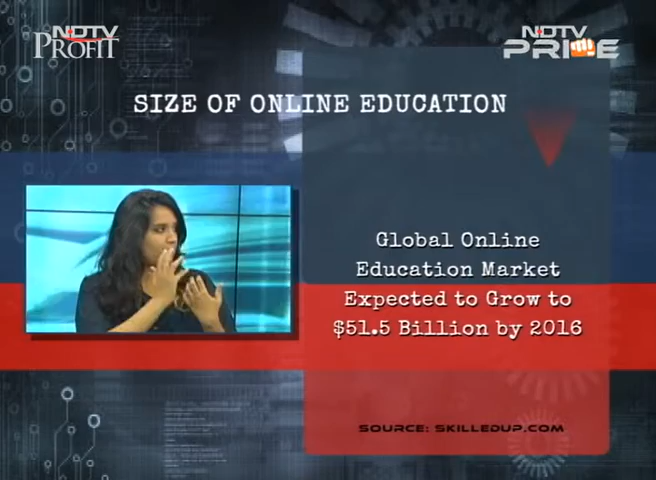 NDTV
PROFIT
NDTV
PRIME
SIZE OF ONLINE EDUCATION
Global Online
Education Market
Expected to Grow to
$51.5 Billion by 2016
SOURCE: SKILLEDUP.COM